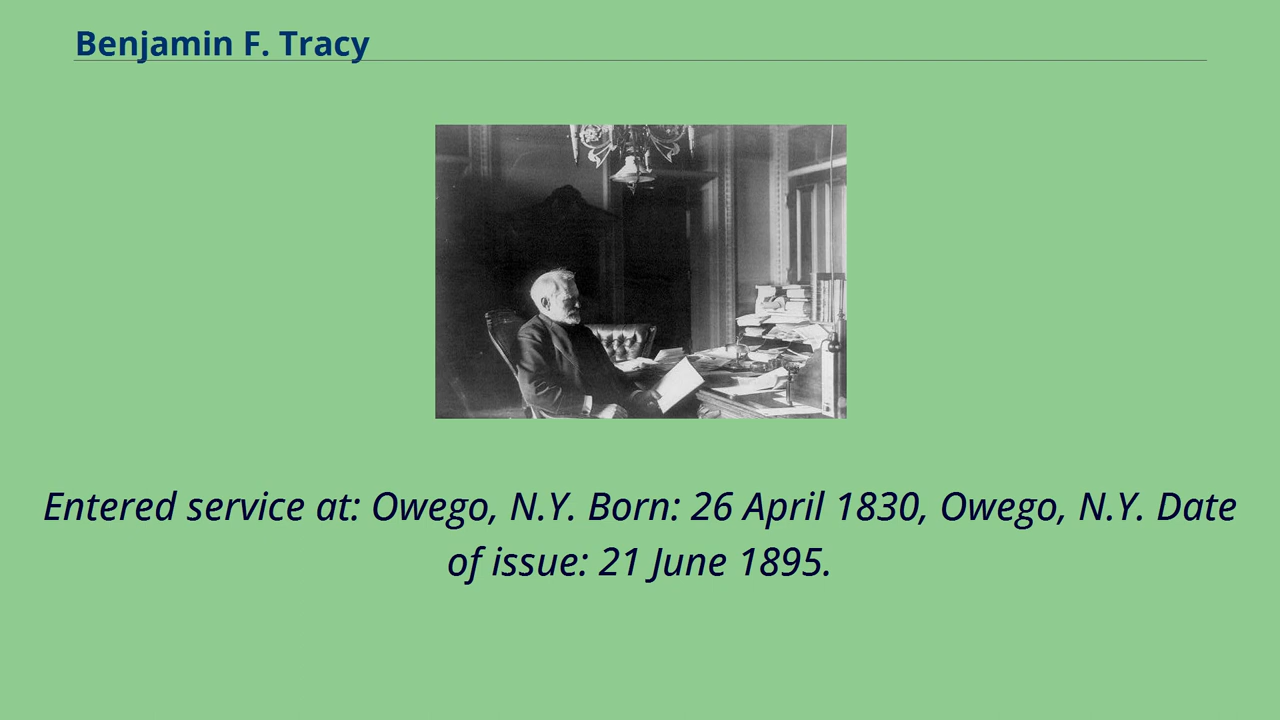 Benjamin F. Tracy
Entered service at: Owego, N.Y. Born: 26 April 1830, Owego, N.Y. Date
of issue: 21 June 1895.